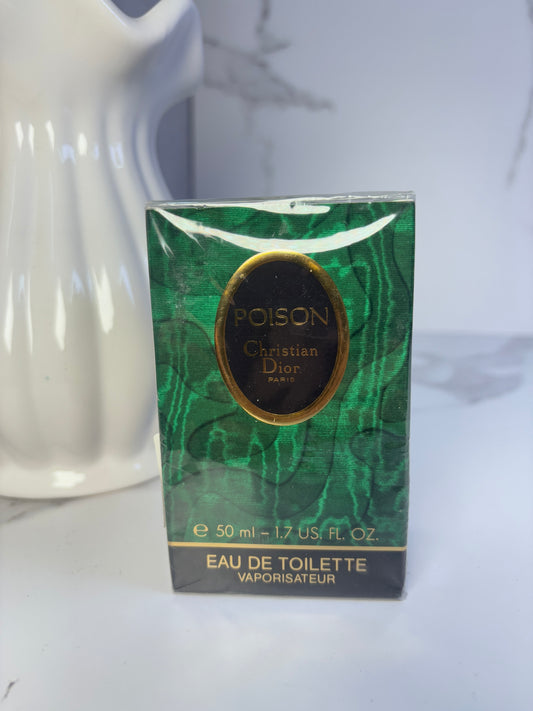 POISON
Christian
Dior
PARIS
℮ 50 ml – 1.7 US. FL. OZ.
EAU DE TOILETTE
VAPORISATEUR